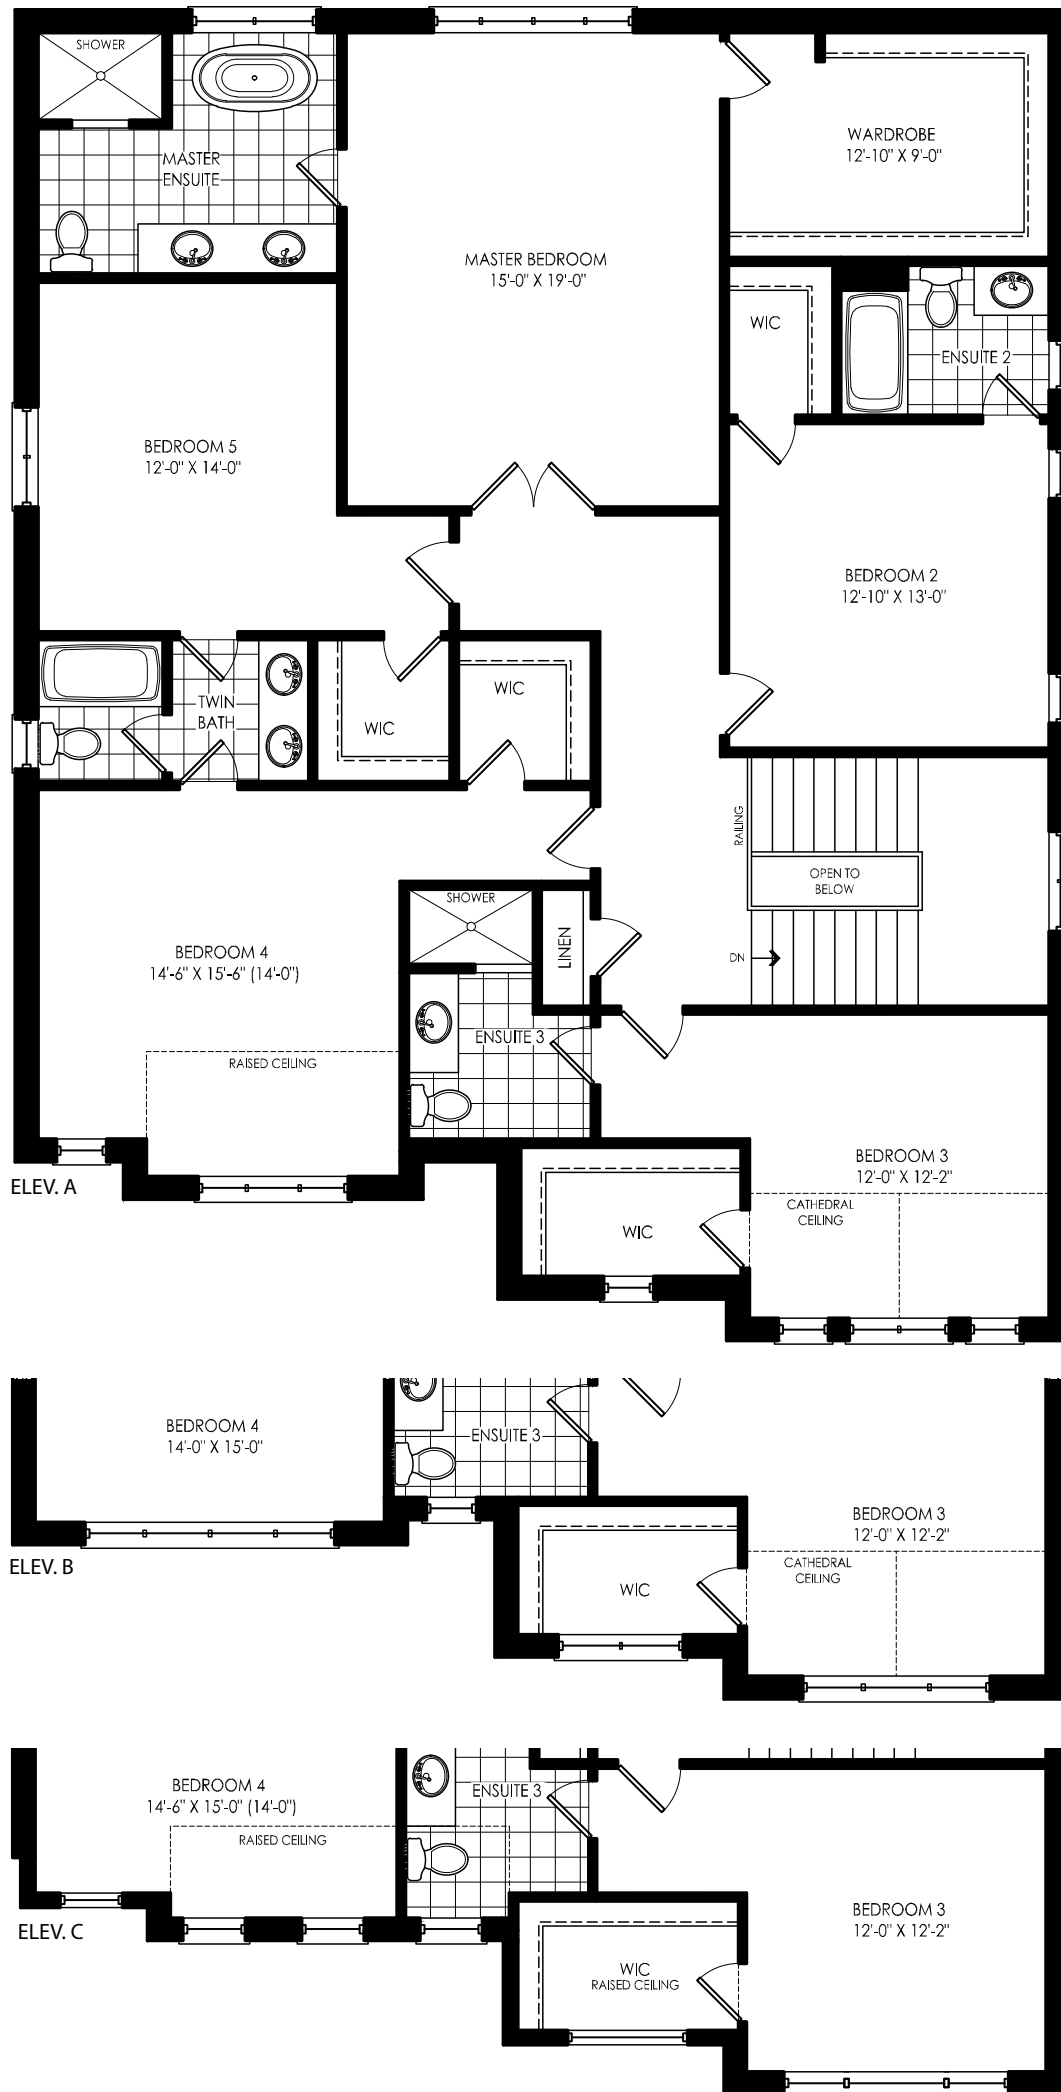 SHOWER
MASTER
ENSUITE
WARDROBE
12'-10" X 9'-0"
MASTER BEDROOM
15'-0" X 19'-0"
WIC
ENSUITE 2
BEDROOM 5
12'-0" X 14'-0"
BEDROOM 2
12'-10" X 13'-0"
TWIN
BATH
WIC
WIC
RAILING
OPEN TO
BELOW
SHOWER
LINEN
DN
BEDROOM 4
14'-6" X 15'-6" (14'-0")
ENSUITE 3
RAISED CEILING
BEDROOM 3
12'-0" X 12'-2"
CATHEDRAL
CEILING
WIC
ELEV. A
BEDROOM 4
14'-0" X 15'-0"
ENSUITE 3
BEDROOM 3
12'-0" X 12'-2"
CATHEDRAL
CEILING
WIC
ELEV. B
BEDROOM 4
14'-6" X 15'-0" (14'-0")
RAISED CEILING
ENSUITE 3
BEDROOM 3
12'-0" X 12'-2"
WIC
RAISED CEILING
ELEV. C